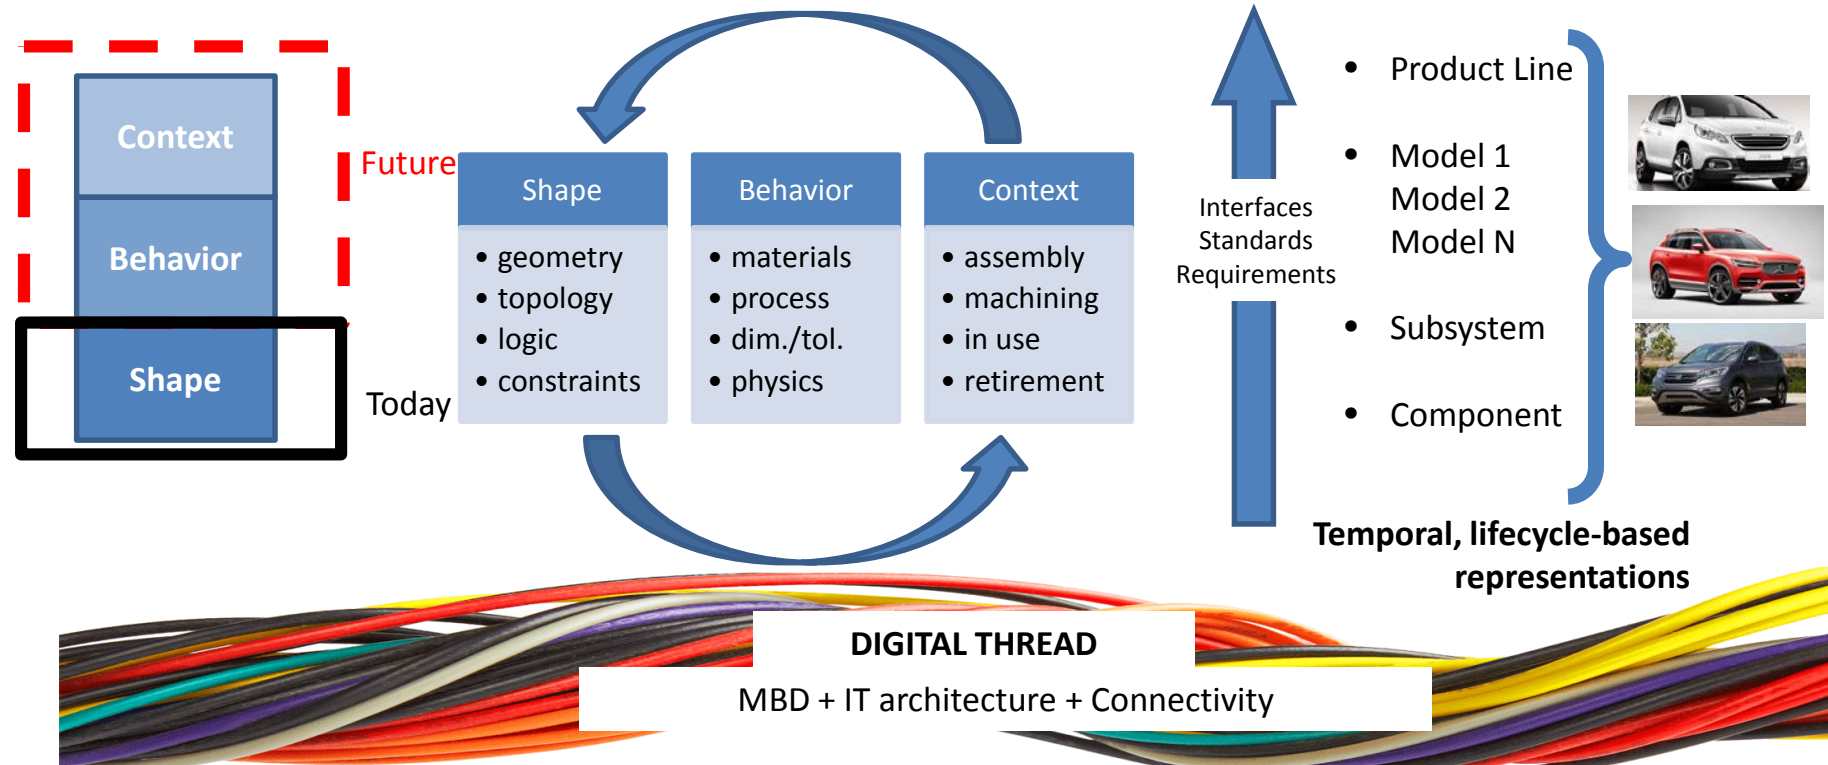 Context
Behavior
Shape
Future
Today
Shape
• geometry
• topology
• logic
• constraints
Behavior
• materials
• process
• dim./tol.
• physics
Context
• assembly
• machining
• in use
• retirement
Interfaces
Standards
Requirements
• Product Line
• Model 1
Model 2
Model N
• Subsystem
• Component
Temporal, lifecycle-based
representations
DIGITAL THREAD
MBD + IT architecture + Connectivity